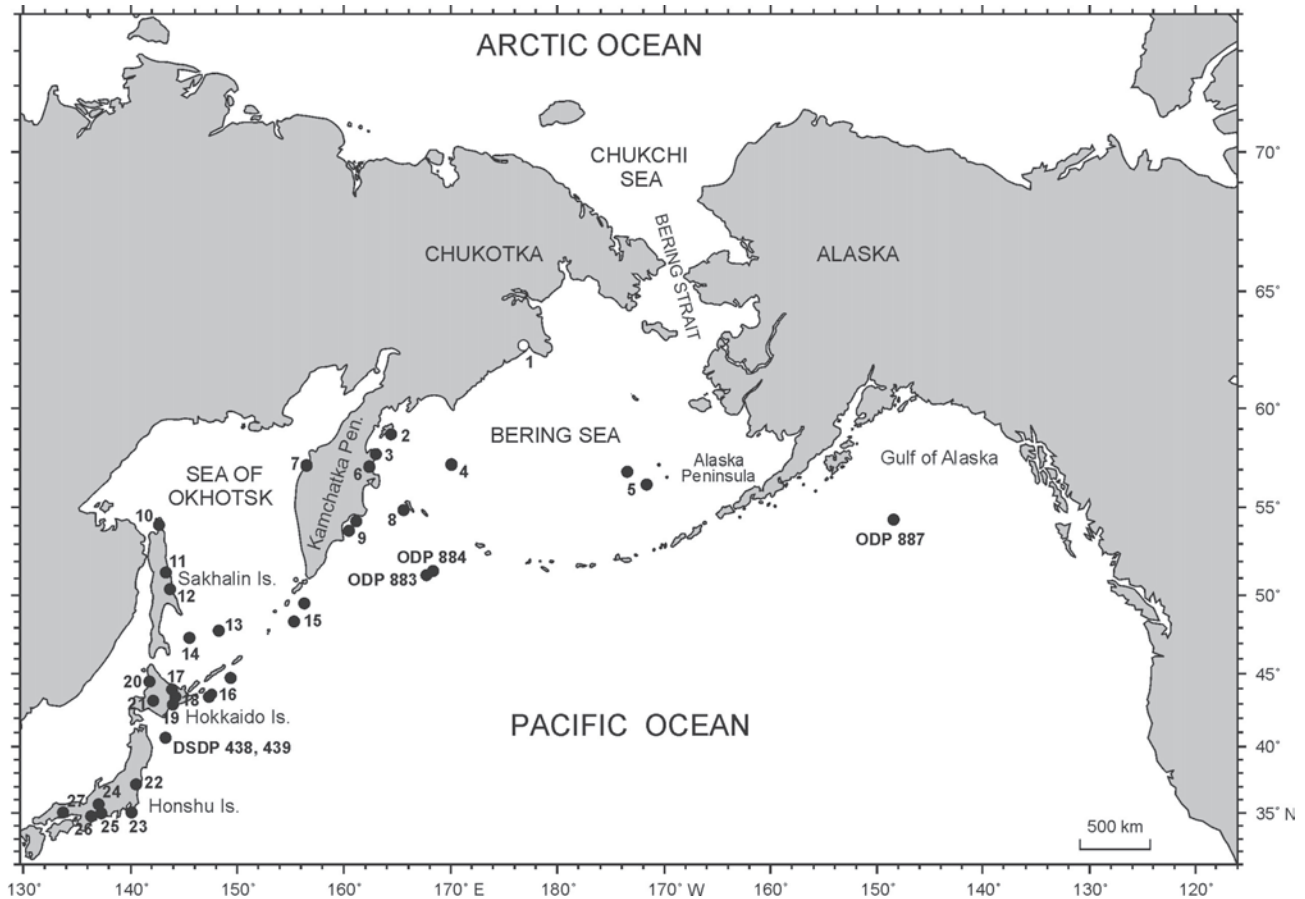 ARCTIC OCEAN
CHUKCHI
SEA
BERING STRAIT
CHUKOTKA
ALASKA
70°
65°
1
60°
Kamchatka Pen.
2
BERING SEA
3
7
6
4
SEA OF
OKHOTSK
Alaska
Peninsula
5
Gulf of Alaska
55°
10
8
9
ODP 887
ODP 884
ODP 883
11
Sakhalin Is.
12
50°
13
15
14
45°
20
17
16
18
21
19
Hokkaido Is.
PACIFIC OCEAN
DSDP 438, 439
40°
22
27
24
Honshu Is.
26
25
23
35° N
500 km
130°
140°
150°
160°
170° E
170° W
160°
140°
130°
120°